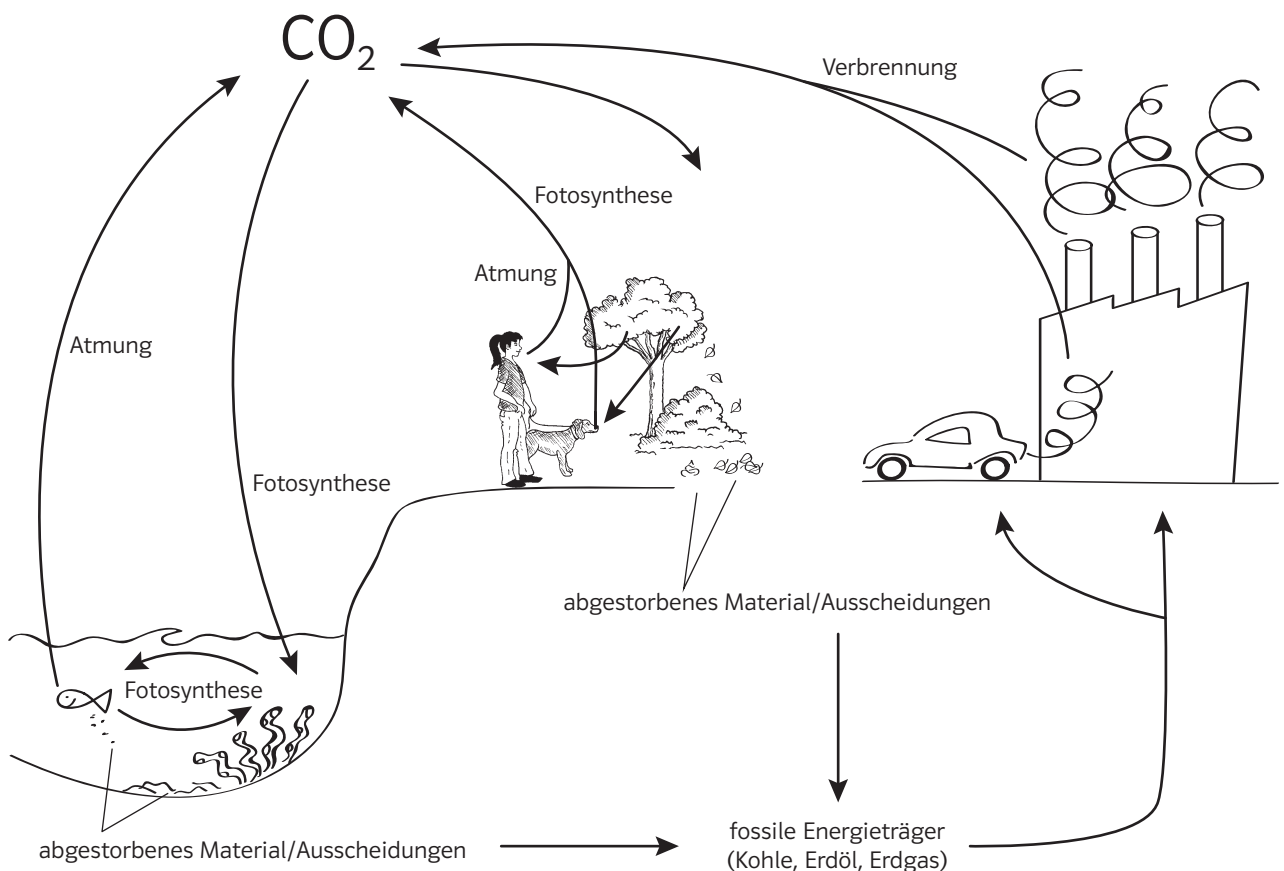 CO₂
Verbrennung
Fotosynthese
Atmung
Atmung
Fotosynthese
abgestorbenes Material/Ausscheidungen
Fotosynthese
fossile Energieträger
(Kohle, Erdöl, Erdgas)
abgestorbenes Material/Ausscheidungen